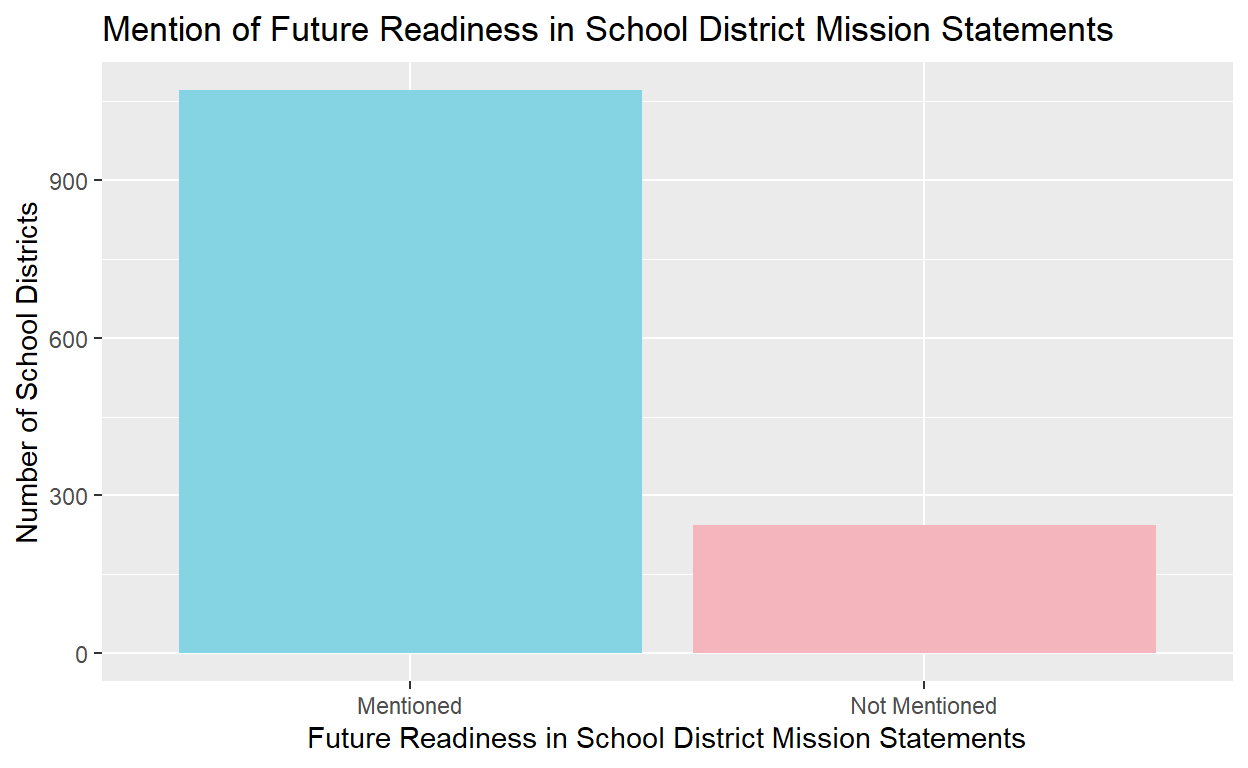 Mention of Future Readiness in School District Mission Statements
Number of School Districts
900
600
300
0
Mentioned
Not Mentioned
Future Readiness in School District Mission Statements